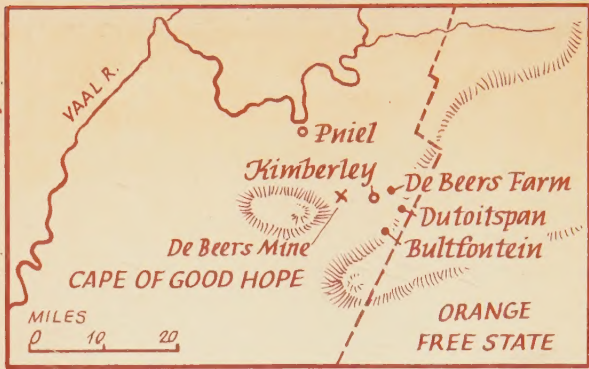 VAAL R.
Pniel
Kimberley
De Beers Farm
Dutoitspan
De Beers Mine
Bultfontein
CAPE OF GOOD HOPE
MILES
0 10 20
ORANGE
FREE STATE